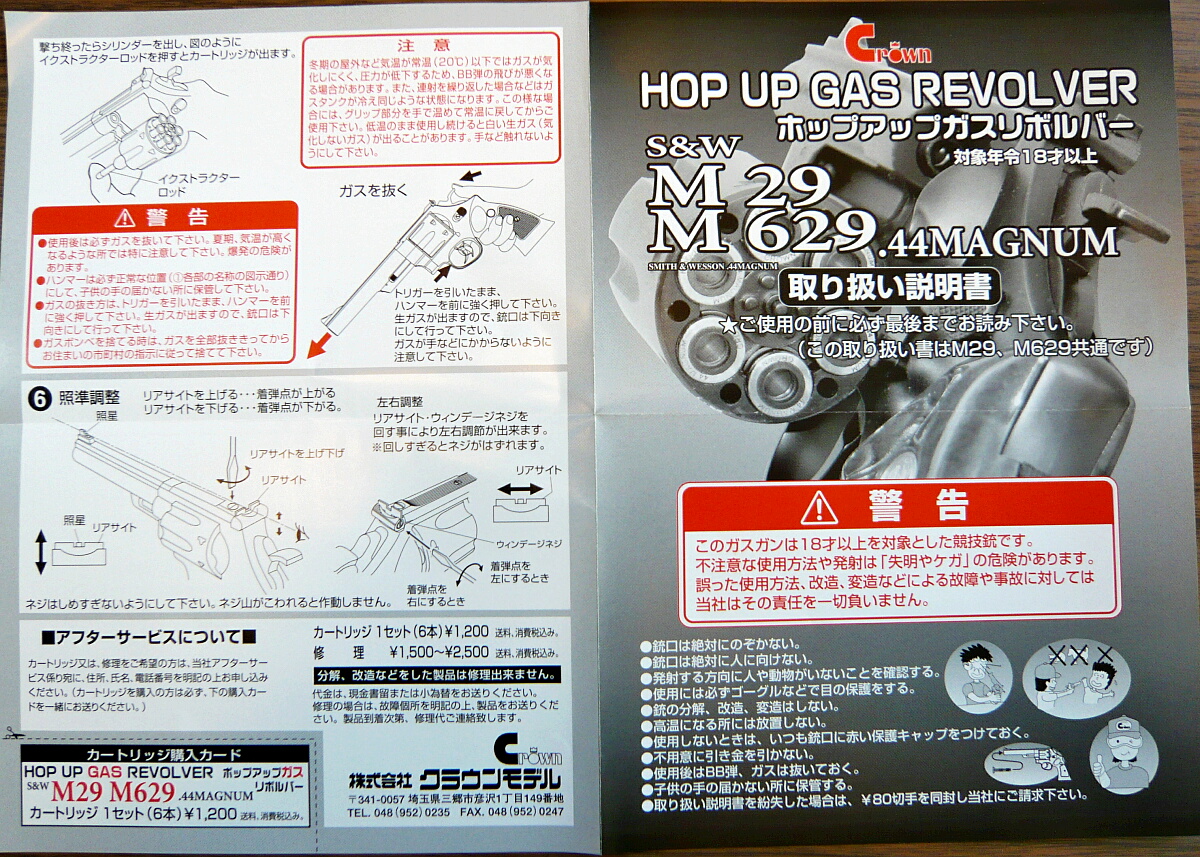 撃ち終ったらシリンダーを出し、図のように
イクストラクターロッドを押すとカートリッジが出ます。
イクストラクター
ロッド
注 意
冬期の屋外など気温が常温(20℃)以下ではガスが気
化しにくく、圧力が低下するため、BB弾の飛びが悪くな
る場合があります。また、連射を繰り返した場合などはガ
スタンクが冷え同じような状態になります。この様な場
合には、グリップ部分を手で温めて常温に戻してからご
使用下さい。低温のまま使用し続けると白い生ガス(気
化しないガス)が出ることがあります。手など触れないよ
うにして下さい。
警 告
●使用後は必ずガスを抜いて下さい。夏期、気温が高く
なるような所では特に注意して下さい。爆発の危険が
あります。
●ハンマーは必ず正常な位置(①各部の名称の図示通り)
にして、子供の手の届かない所に保管して下さい。
●ガスの抜き方は、トリガーを引いたまま、ハンマーを前
に強く押して下さい。生ガスが出ますので、銃口は下
向きにして行って下さい。
●ガスボンベを捨てる時は、ガスを全部抜ききってから
お住まいの市町村の指示に従って捨てて下さい。
ガスを抜く
トリガーを引いたまま、
ハンマーを前に強く押して下さい。
生ガスが出ますので、銃口は下向き
にして行って下さい。
ガスが手などにかからないように
注意して下さい。
6 照準調整
リアサイトを上げる･･･着弾点が上がる
リアサイトを下げる･･･着弾点が下がる。
照星
リアサイトを上げ下げ
リアサイト
照星
リアサイト
左右調整
リアサイト・ウィンデージネジを
回す事により左右調節が出来ます。
※回しすぎるとネジがはずれます。
リアサイト
ウィンデージネジ
着弾点を
左にするとき
着弾点を
右にするとき
ネジはしめすぎないようにして下さい。ネジ山がこわれると作動しません。
■アフターサービスについて■
カートリッジ又は、修理をご希望の方は、当社アフターサー
ビス係り宛に、住所、氏名、電話番号を明記の上お申し込み
ください。(カートリッジを購入の方は必ず、下の購入カー
ドを一緒にお送りください。)
カートリッジ 1セット(6本)¥1,200 送料、消費税込み。
修 理 ¥1,500〜¥2,500 送料、消費税込み。
分解、改造などをした製品は修理出来ません。
代金は、現金書留または小為替をお送りください。
修理の場合は、故障個所を明記の上、製品をお送りくだ
さい。製品到着次第、修理代ご連絡致します。
カートリッジ購入カード
HOP UP GAS REVOLVER ホップアップガス
リボルバー
S&W M29 M629 .44MAGNUM
カートリッジ 1セット(6本)¥1,200 送料、消費税込み。
Crown
株式会社 クラウンモデル
〒341-0057 埼玉県三郷市彦沢1丁目149番地
TEL. 048 (952) 0235 FAX. 048 (952) 0247
Crown
HOP UP GAS REVOLVER
ホップアップガスリボルバー
対象年令18才以上
S&W
M 29
M 629 .44MAGNUM
SMITH & WESSON .44MAGNUM
取り扱い説明書
★ご使用の前に必ず最後までお読み下さい。
(この取り扱い書はM29、M629共通です)
警 告
このガスガンは18才以上を対象とした競技銃です。
不注意な使用方法や発射は「失明やケガ」の危険があります。
誤った使用方法、改造、変造などによる故障や事故に対しては
当社はその責任を一切負いません。
●銃口は絶対にのぞかない。
●銃口は絶対に人に向けない。
●発射する方向に人や動物がいないことを確認する。
●使用には必ずゴーグルなどで目の保護をする。
●銃の分解、改造、変造はしない。
●高温になる所には放置しない。
●使用しないときは、いつも銃口に赤い保護キャップをつけておく。
●不用意に引き金を引かない。
●使用後はBB弾、ガスは抜いておく。
●子供の手の届かない所に保管する。
●取り扱い説明書を紛失した場合は、¥80切手を同封し当社にご請求下さい。